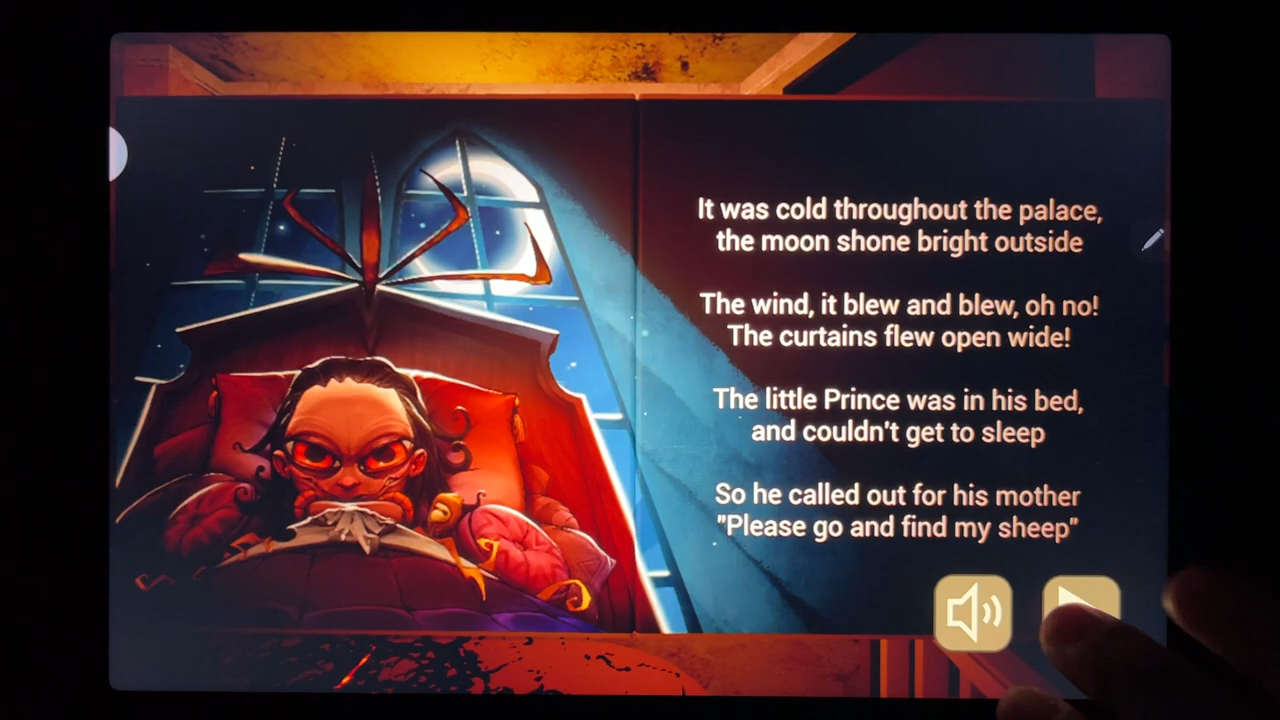 It was cold throughout the palace,
the moon shone bright outside
The wind, it blew and blew, oh no!
The curtains flew open wide!
The little Prince was in his bed,
and couldn't get to sleep
So he called out for his mother
"Please go and find my sheep"